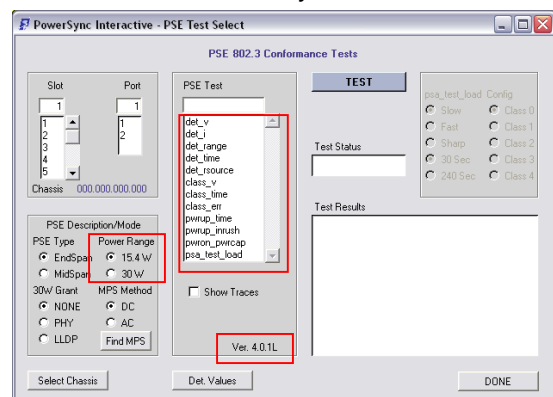 PowerSync Interactive - PSE Test Select
PSE 802.3 Conformance Tests
Slot Port
1 1
1
2
3
4
5
1
2
Chassis 000.000.000.000
PSE Description/Mode
PSE Type Power Range
EndSpan 15.4 W
MidSpan 30 W
30W Grant MPS Method
NONE DC
PHY AC
LLDP Find MPS
PSE Test
det_v
det_i
det_range
det_time
det_rsource
class_v
class_time
class_err
pwrup_time
pwrup_inrush
pwron_pwrcap
psa_test_load
Show Traces
Ver. 4.0.1L
TEST
Test Status
Test Results
psa_test_load Config
Slow Class 0
Fast Class 1
Sharp Class 2
30 Sec Class 3
240 Sec Class 4
Select Chassis Det. Values DONE